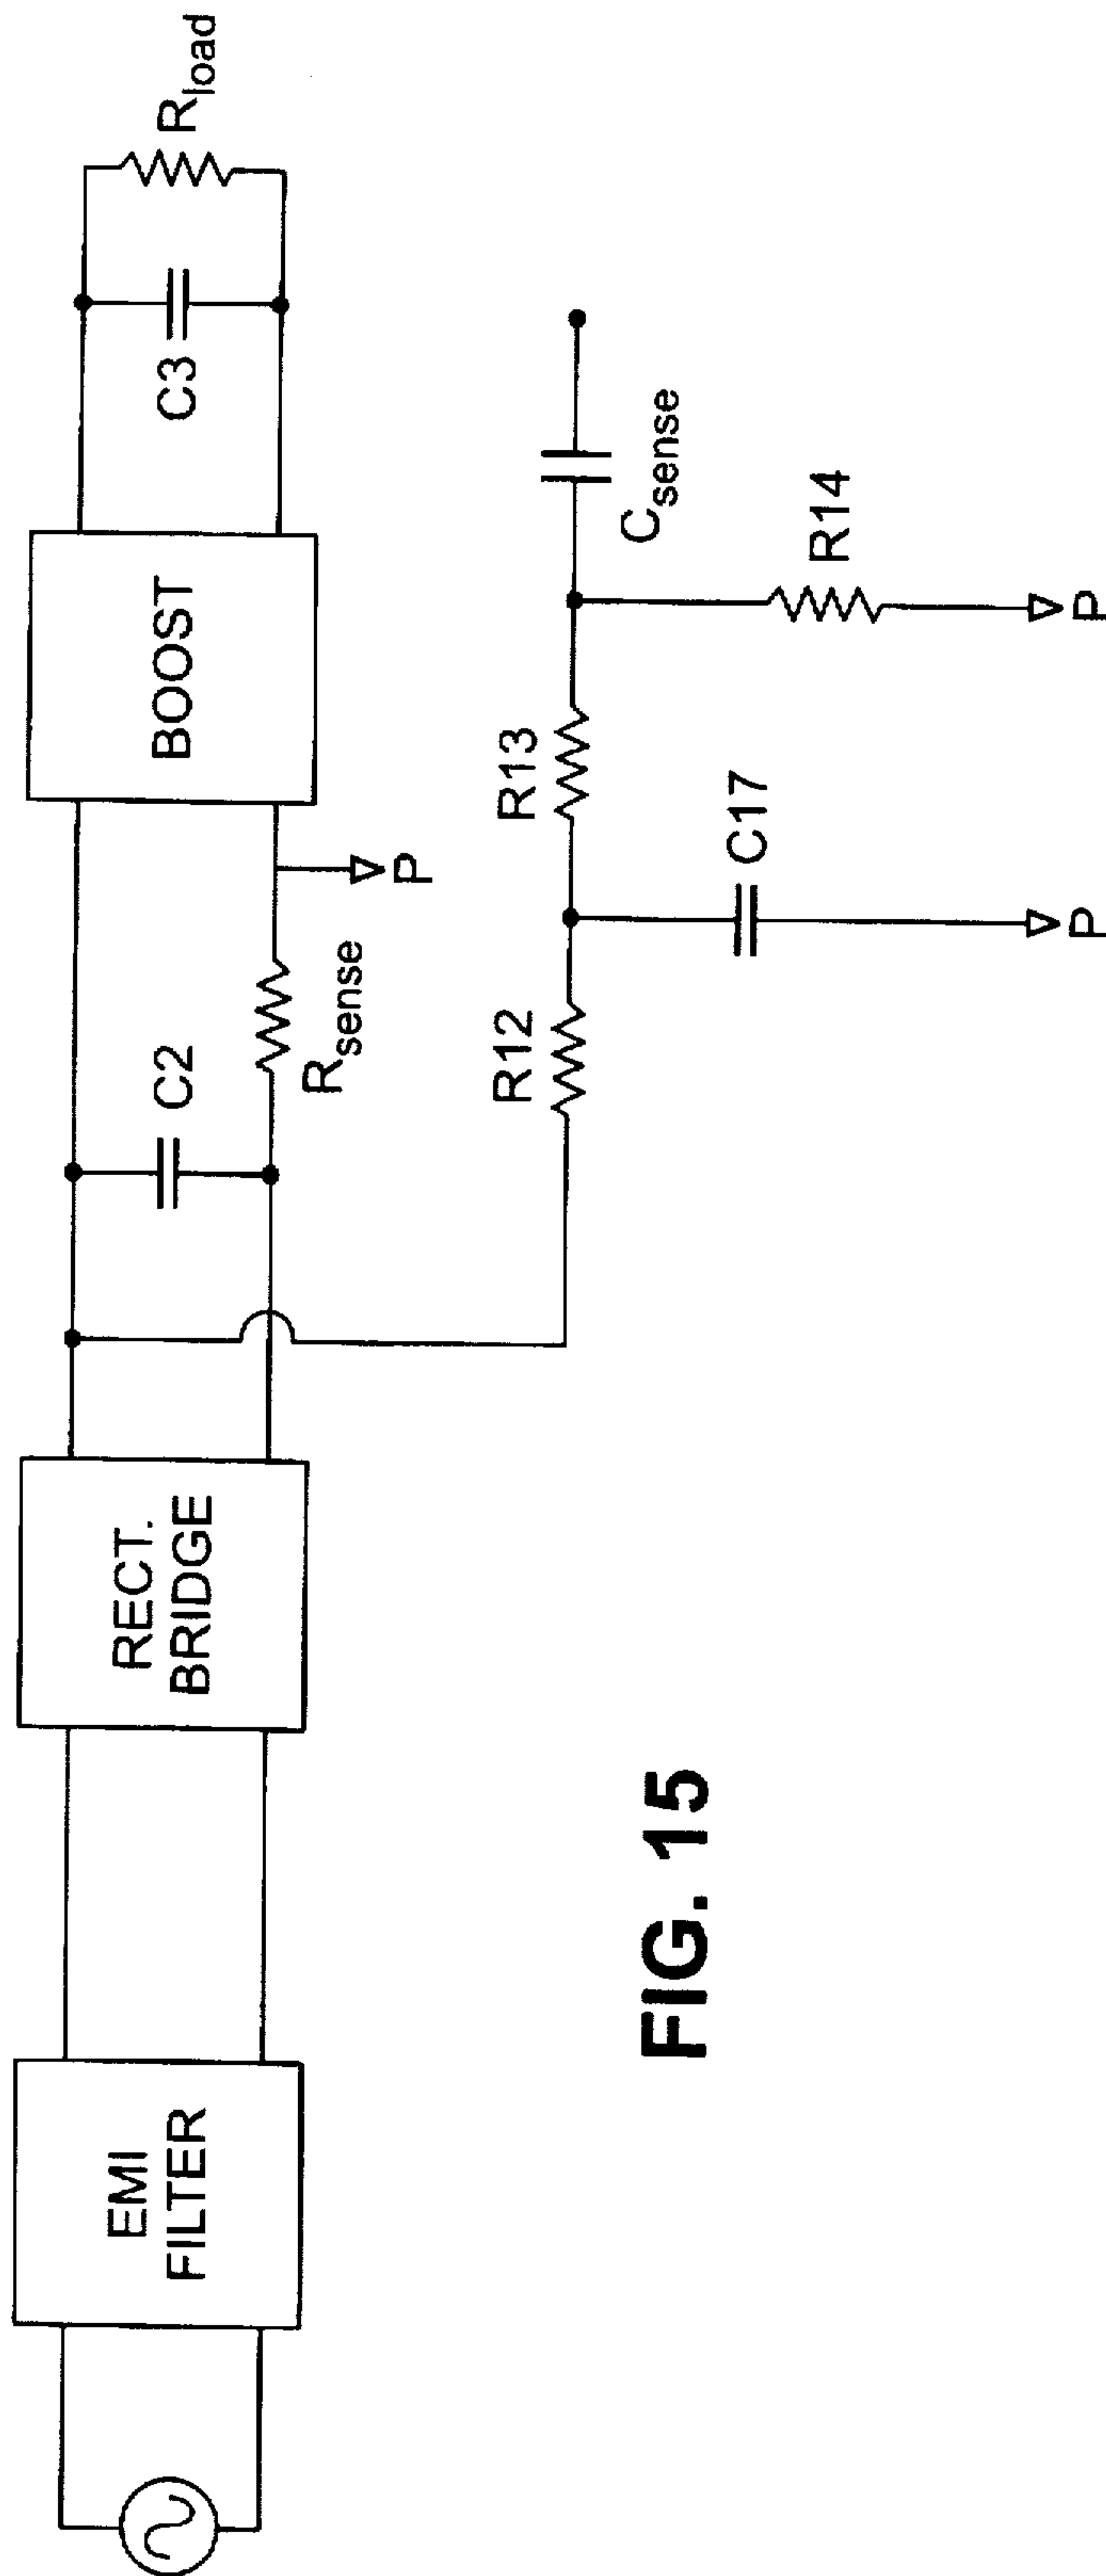 EMI
FILTER
RECT.
BRIDGE
C2
R_sense
P
BOOST
C3
R_load
R12
C17
P
R13
R14
P
C_sense
FIG. 15